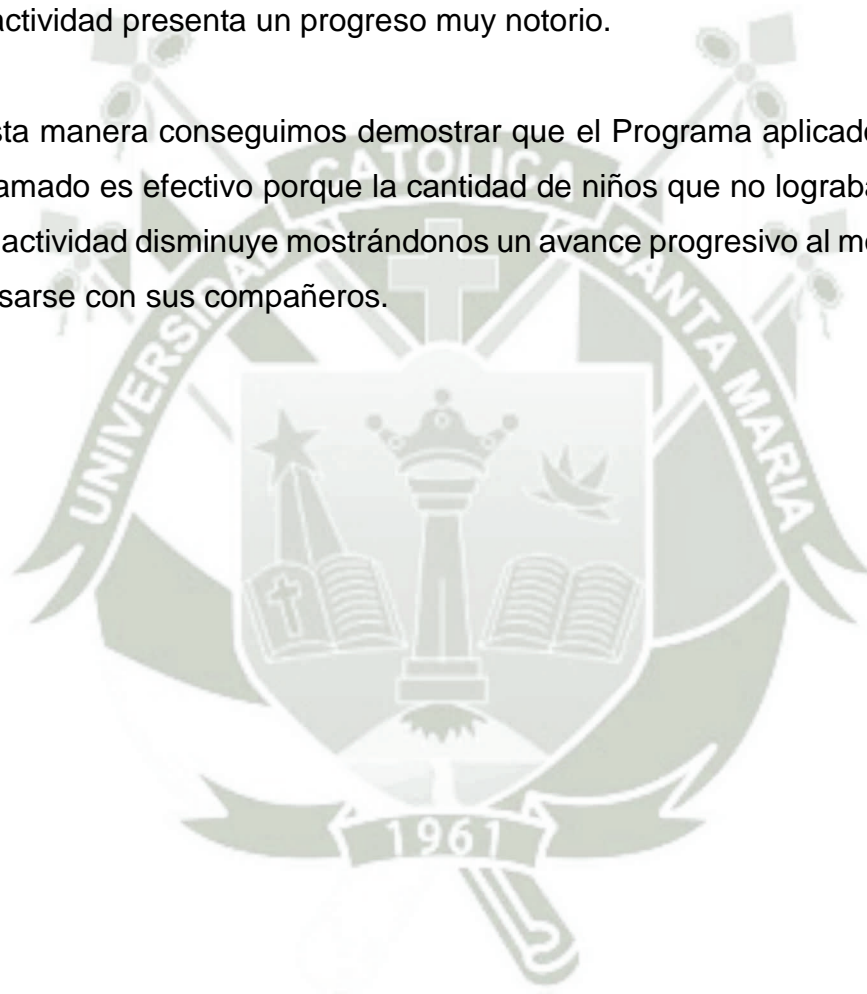 actividad presenta un progreso muy notorio.
sta manera conseguimos demostrar que el Programa aplicado
amado es efectivo porque la cantidad de niños que no lograba
actividad disminuye mostrándonos un avance progresivo al m
sarse con sus compañeros.
UNIVERSIDAD CATOLICA SANTA MARIA
1961